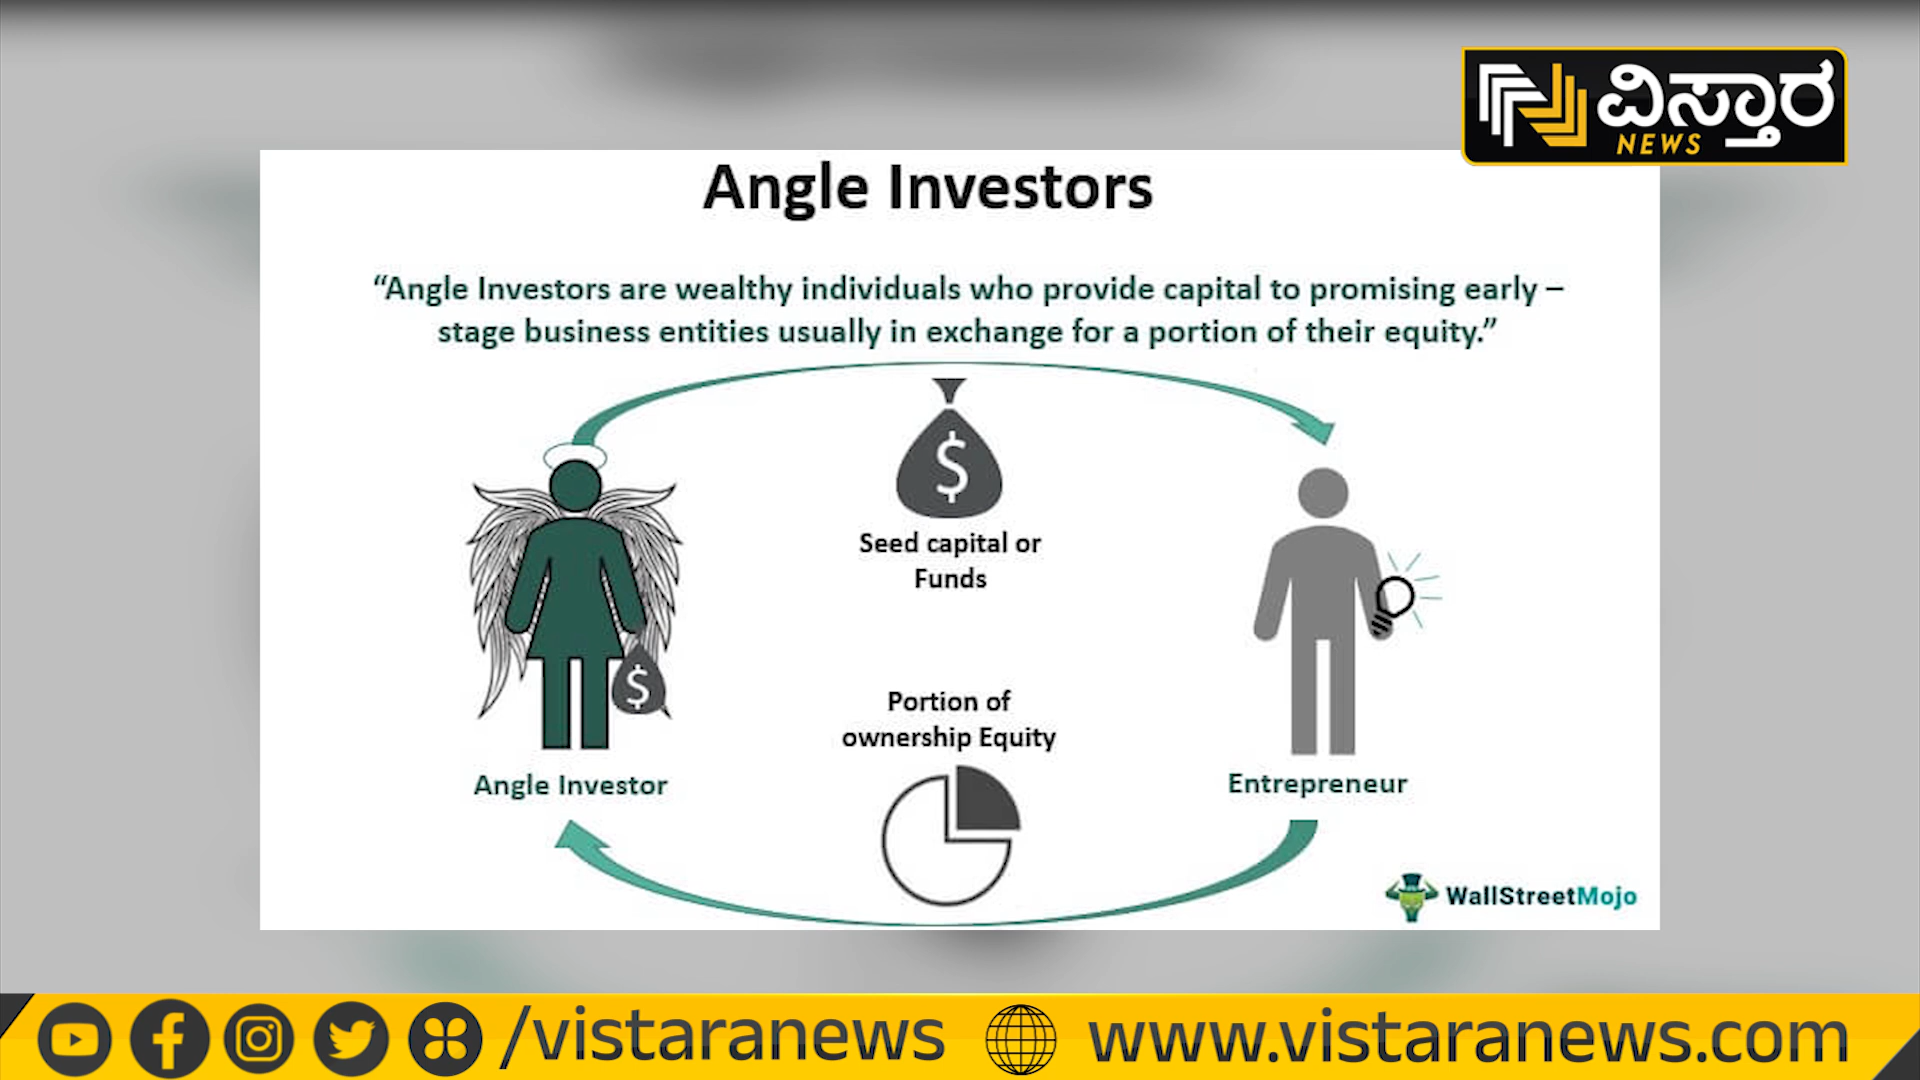 ವಿಸ್ತಾರ
NEWS
Angle Investors
“Angle Investors are wealthy individuals who provide capital to promising early –
stage business entities usually in exchange for a portion of their equity.”
$
Seed capital or
Funds
$
Portion of
ownership Equity
Angle Investor
Entrepreneur
WallStreetMojo
/vistaranews
www.vistaranews.com